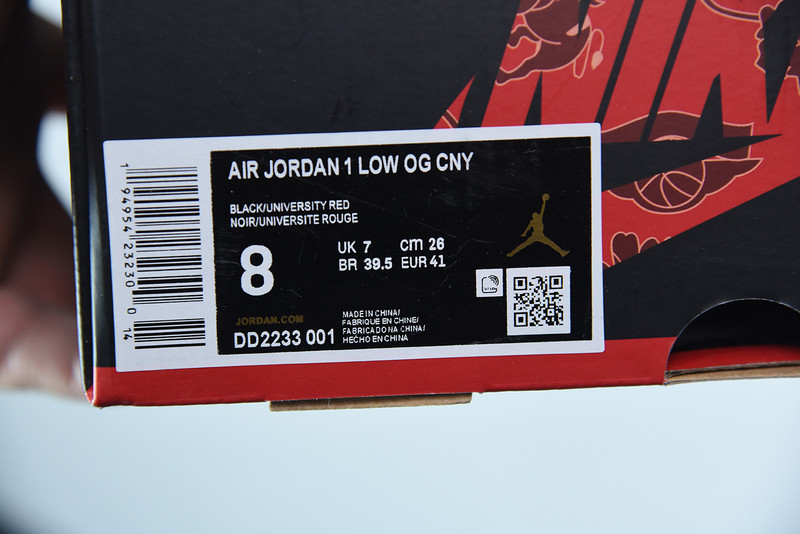 NIK
AIR JORDAN 1 LOW OG CNY
BLACK/UNIVERSITY RED
NOIR/UNIVERSITE ROUGE
8
UK 7 CM 26
BR 39.5 EUR 41
JORDAN.COM
DD2233 001
MADE IN CHINA/
FABRIQUE EN CHINE/
FABRICADO NA CHINA/
HECHO EN CHINA
1 94954 23230 0 14